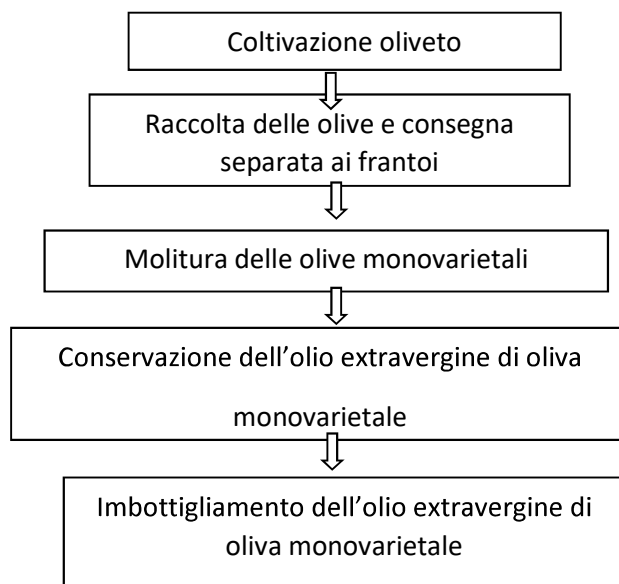 Coltivazione oliveto
Raccolta delle olive e consegna
separata ai frantoi
Molitura delle olive monovarietali
Conservazione dell’olio extravergine di oliva
monovarietale
Imbottigliamento dell’olio extravergine di
oliva monovarietale